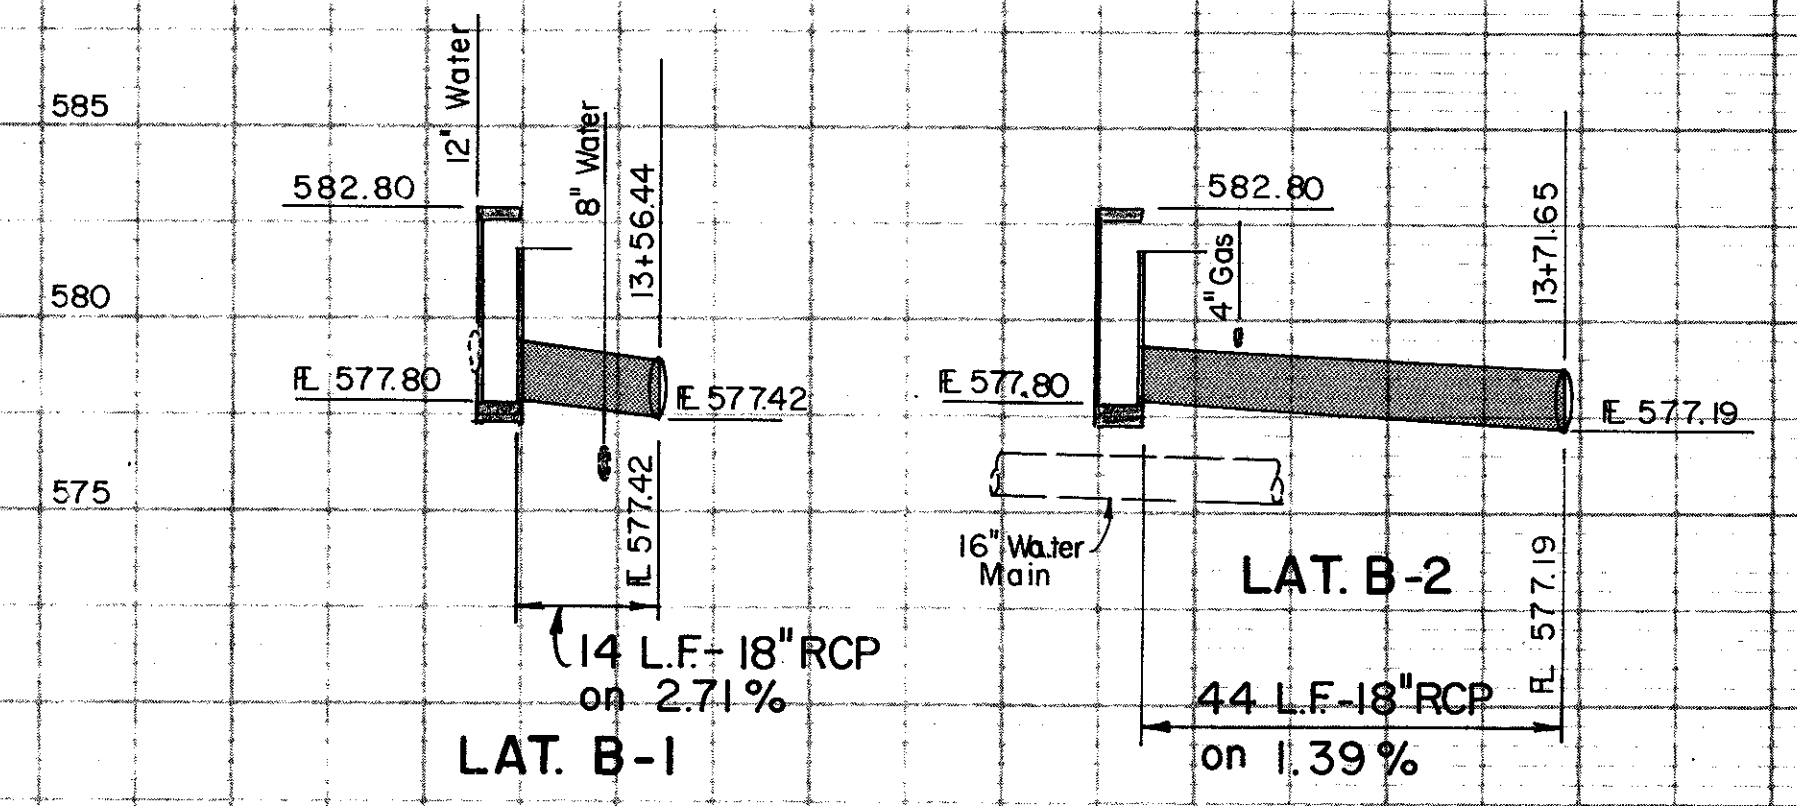 585
580
575
12" Water
582.80
8" Water
13+56.44
FL 577.80
FL 577.42
FL 577.42
14 L.F.- 18" RCP
on 2.71%
LAT. B-1
582.80
4" Gas
13+71.65
FL 577.80
FL 577.19
16" Water
Main
LAT. B-2
FL 577.19
44 L.F.-18" RCP
on 1.39%